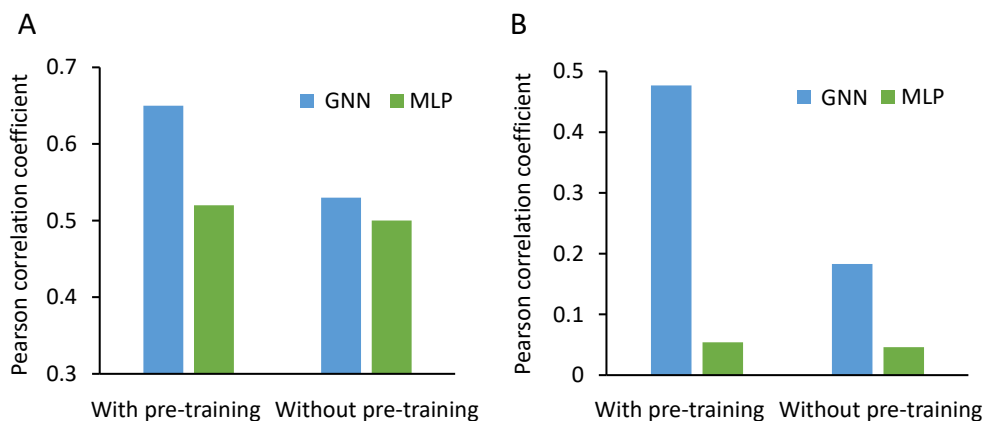 A
Pearson correlation coefficient
0.7
0.6
0.5
0.4
0.3
GNN MLP
With pre-training Without pre-training
B
Pearson correlation coefficient
0.5
0.4
0.3
0.2
0.1
0
GNN MLP
With pre-training Without pre-training